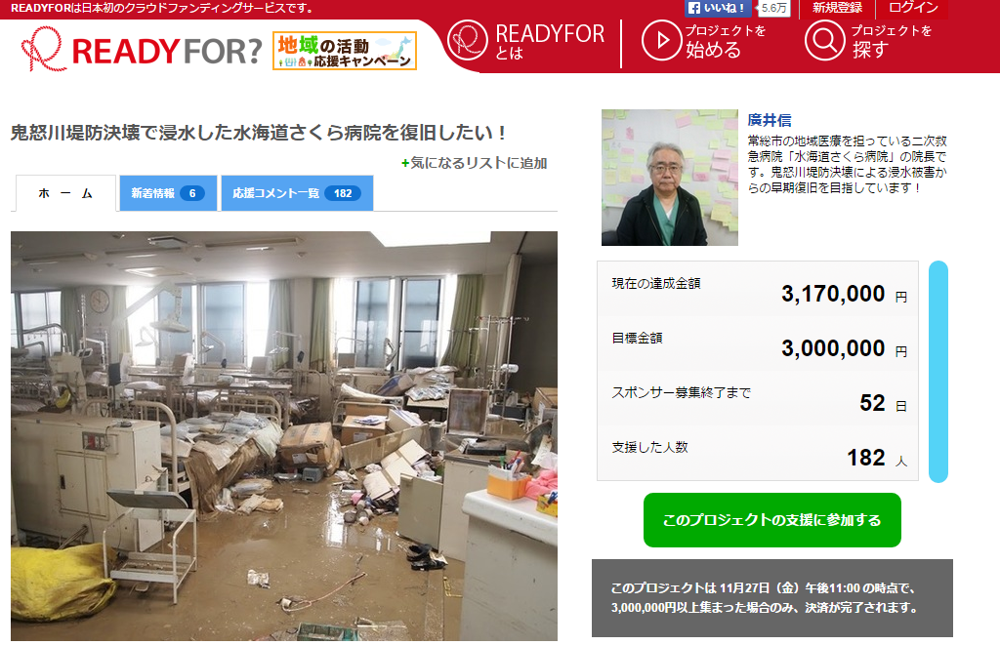 READYFORは日本初のクラウドファンディングサービスです。
いいね！ 5.6万
新規登録
ログイン
READYFOR?
地域の活動
応援キャンペーン
READYFOR
とは
プロジェクトを
始める
プロジェクトを
探す
鬼怒川堤防決壊で浸水した水海道さくら病院を復旧したい！
+気になるリストに追加
ホーム
新着情報 6
応援コメント一覧 182
廣井信
常総市の地域医療を担っている二次救
急病院「水海道さくら病院」の院長で
す。鬼怒川堤防決壊による浸水被害か
らの早期復旧を目指しています！
現在の達成金額
3,170,000 円
目標金額
3,000,000 円
スポンサー募集終了まで
52 日
支援した人数
182 人
このプロジェクトの支援に参加する
このプロジェクトは 11月27日（金）午後11:00 の時点で、
3,000,000円以上集まった場合のみ、決済が完了されます。